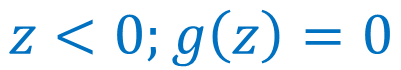 z < 0; g(z) = 0